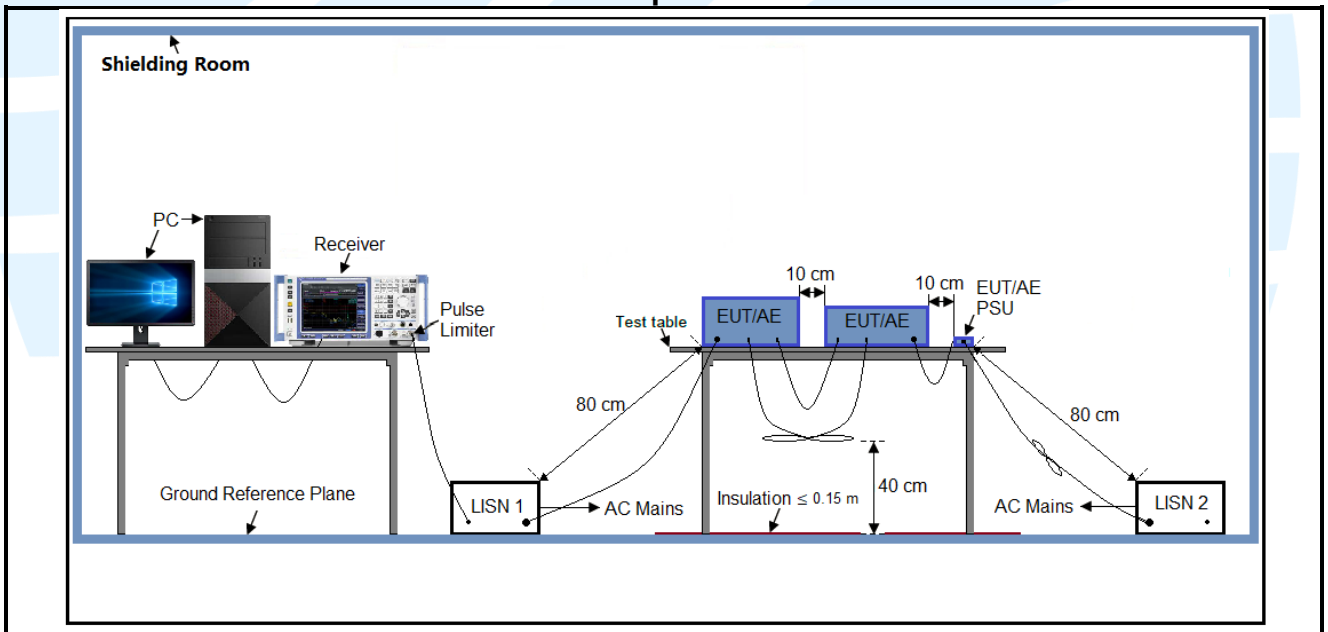 Shielding Room
PC
Receiver
Pulse
Limiter
10 cm
10 cm
EUT/AE
PSU
Test table
EUT/AE
EUT/AE
80 cm
80 cm
Ground Reference Plane
LISN 1
AC Mains
Insulation ≤ 0.15 m
40 cm
AC Mains
LISN 2